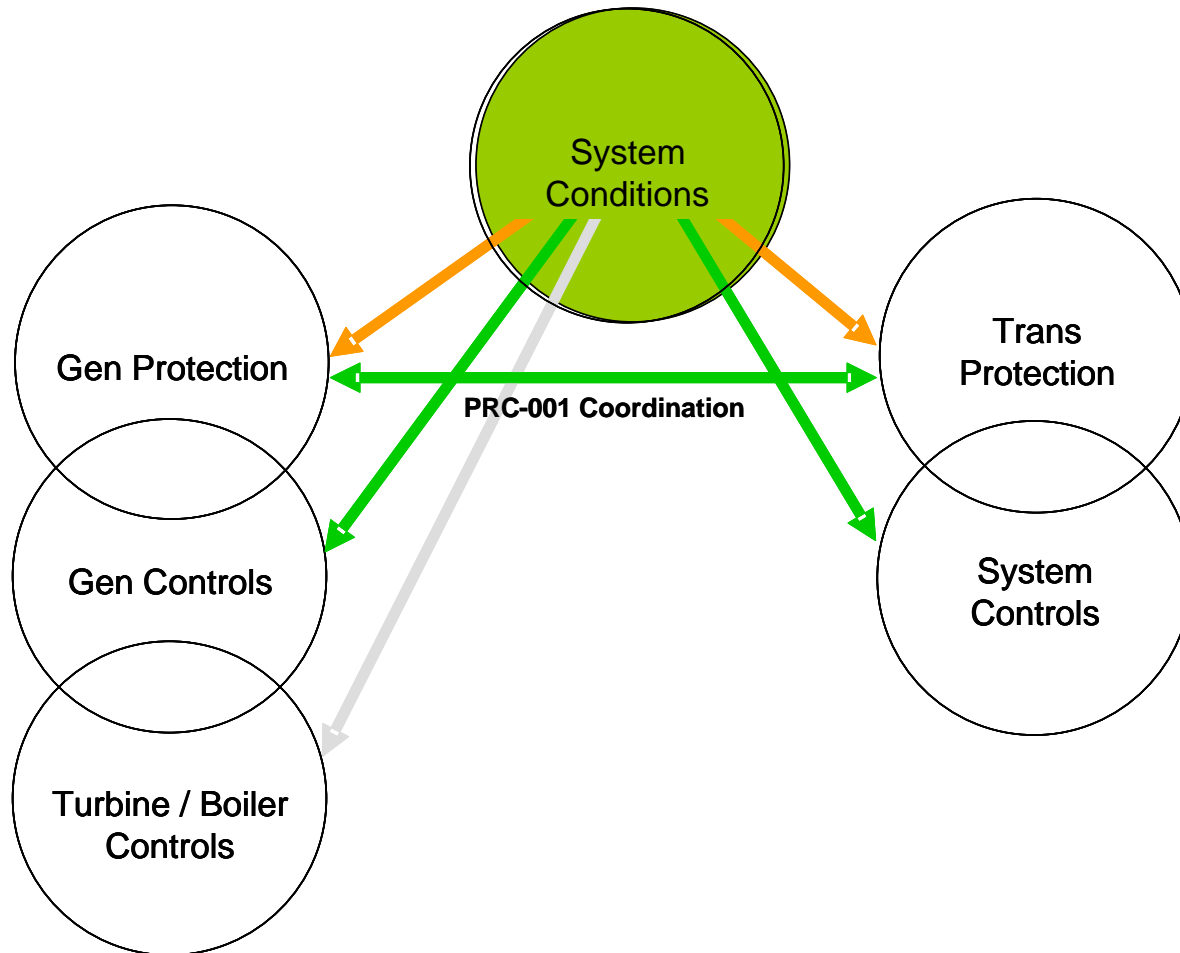 System
Conditions
Gen Protection
Trans
Protection
PRC-001 Coordination
Gen Controls
System
Controls
Turbine / Boiler
Controls